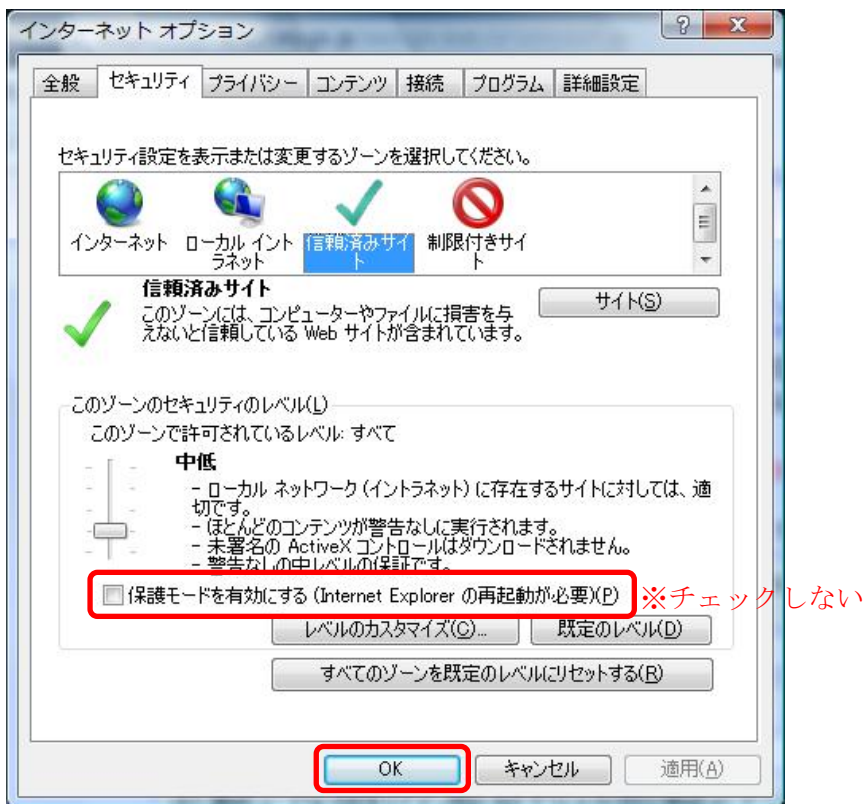 インターネット オプション
全般 セキュリティ プライバシー コンテンツ 接続 プログラム 詳細設定
セキュリティ設定を表示または変更するゾーンを選択してください。
インターネット
ローカル イント
ラネット
信頼済みサイ
ト
制限付きサイ
ト
信頼済みサイト
このゾーンには、コンピューターやファイルに損害を与
えないと信頼している Web サイトが含まれています。
サイト(S)
このゾーンのセキュリティのレベル(L)
このゾーンで許可されているレベル: すべて
中低
- ローカル ネットワーク (イントラネット) に存在するサイトに対しては、適
切です。
- ほとんどのコンテンツが警告なしに実行されます。
- 未署名の ActiveX コントロールはダウンロードされません。
- 警告なしの中レベルの保証です。
保護モードを有効にする (Internet Explorer の再起動が必要)(P) ※チェックしない
レベルのカスタマイズ(C)... 既定のレベル(D)
すべてのゾーンを既定のレベルにリセットする(R)
OK キャンセル 適用(A)